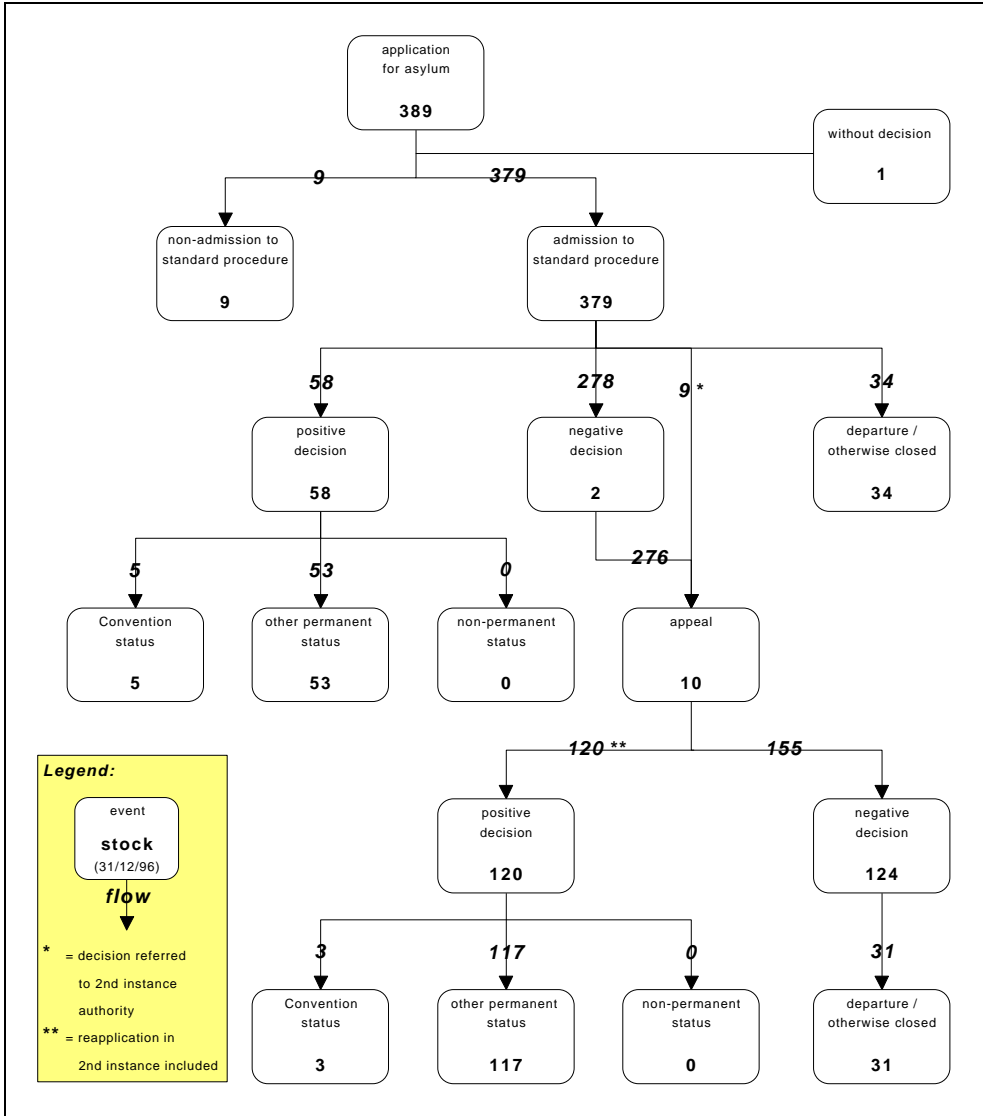 application
for asylum
389
without decision
1
9
379
non-admission to
standard procedure
9
admission to
standard procedure
379
58
278
9 *
34
positive
decision
58
negative
decision
2
departure /
otherwise closed
34
276
5
53
0
Convention
status
5
other permanent
status
53
non-permanent
status
0
appeal
10
120 **
155
positive
decision
120
negative
decision
124
3
117
0
31
Convention
status
3
other permanent
status
117
non-permanent
status
0
departure /
otherwise closed
31
Legend:
event
stock
(31/12/96)
flow
* = decision referred
to 2nd instance
authority
** = reapplication in
2nd instance included